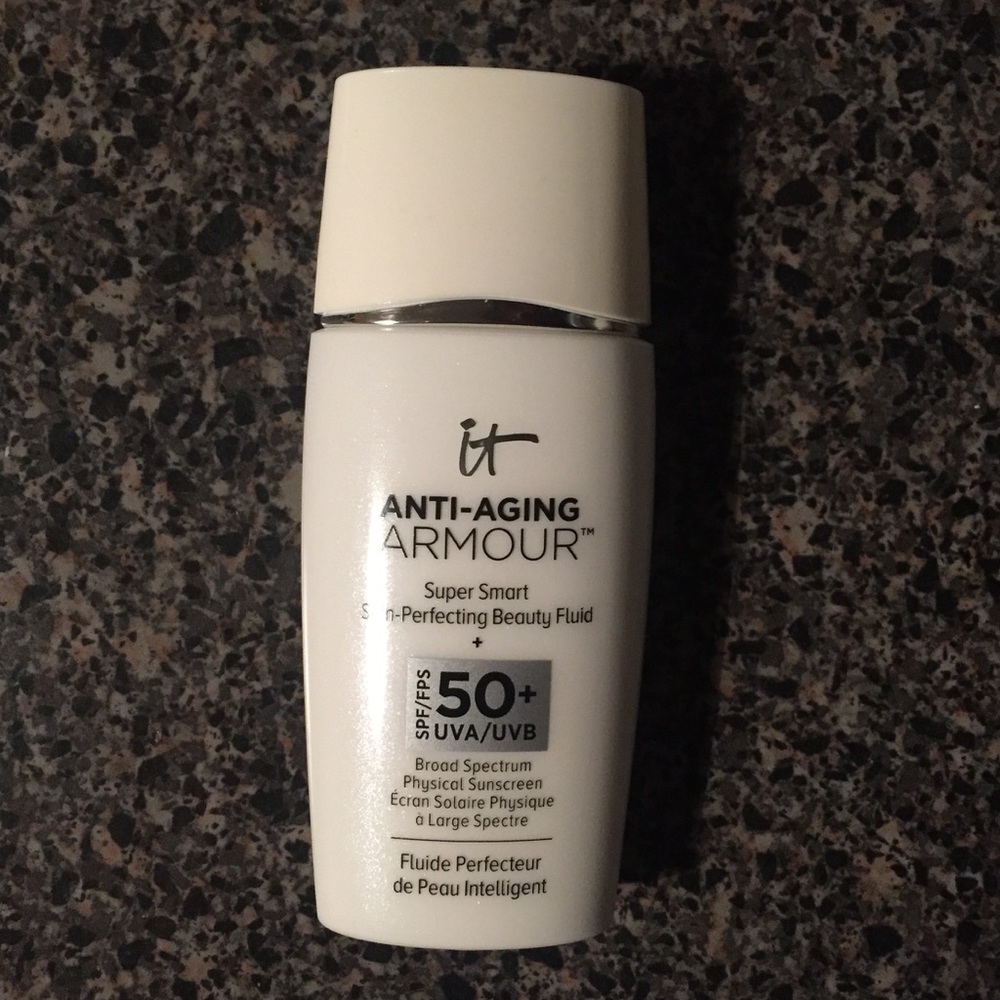 it
ANTI-AGING
ARMOUR™
Super Smart
-Perfecting Beauty Fluid
+
SPF/FPS 50+
UVA/UVB
Broad Spectrum
Physical Sunscreen
Écran Solaire Physique
à Large Spectre
Fluide Perfecteur
de Peau Intelligent